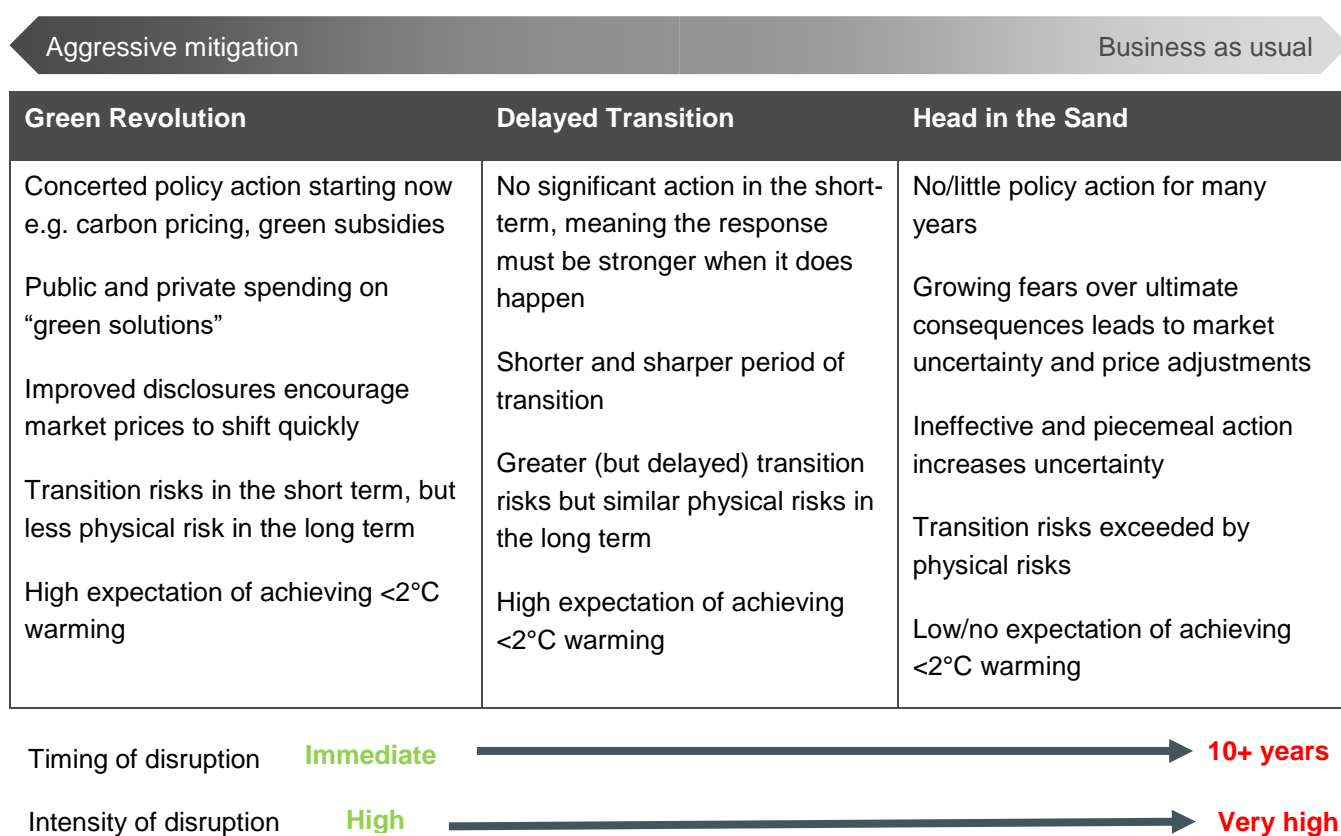 Aggressive mitigation
Business as usual
Green Revolution
Delayed Transition
Head in the Sand
Concerted policy action starting now
e.g. carbon pricing, green subsidies
Public and private spending on
“green solutions”
Improved disclosures encourage
market prices to shift quickly
Transition risks in the short term, but
less physical risk in the long term
High expectation of achieving <2°C
warming
No significant action in the short-
term, meaning the response
must be stronger when it does
happen
Shorter and sharper period of
transition
Greater (but delayed) transition
risks but similar physical risks in
the long term
High expectation of achieving
<2°C warming
No/little policy action for many
years
Growing fears over ultimate
consequences leads to market
uncertainty and price adjustments
Ineffective and piecemeal action
increases uncertainty
Transition risks exceeded by
physical risks
Low/no expectation of achieving
<2°C warming
Timing of disruption Immediate 10+ years
Intensity of disruption High Very high